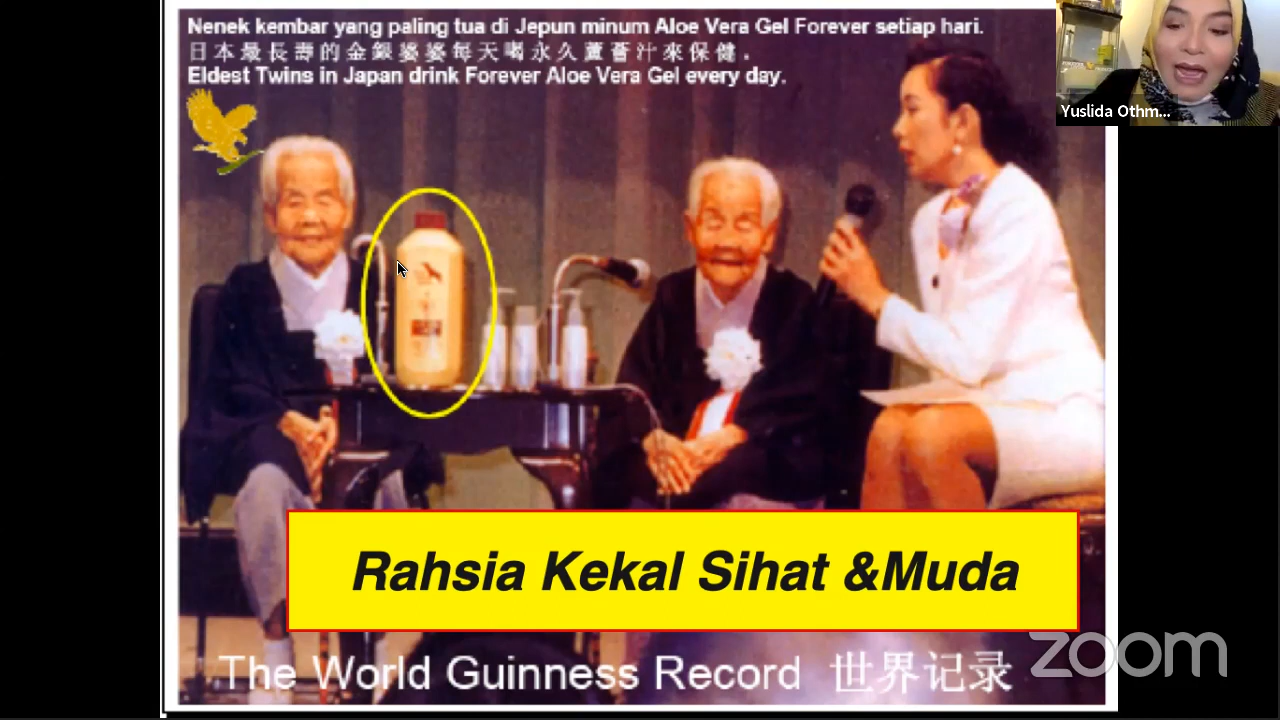 Nenek kembar yang paling tua di Jepun minum Aloe Vera Gel Forever setiap hari.
日本最長壽的金銀婆婆每天喝永久蘆薈汁來保健.
Eldest Twins in Japan drink Forever Aloe Vera Gel every day.
Yuslida Othm...
Rahsia Kekal Sihat &Muda
The World Guinness Record 世界记录
zoom